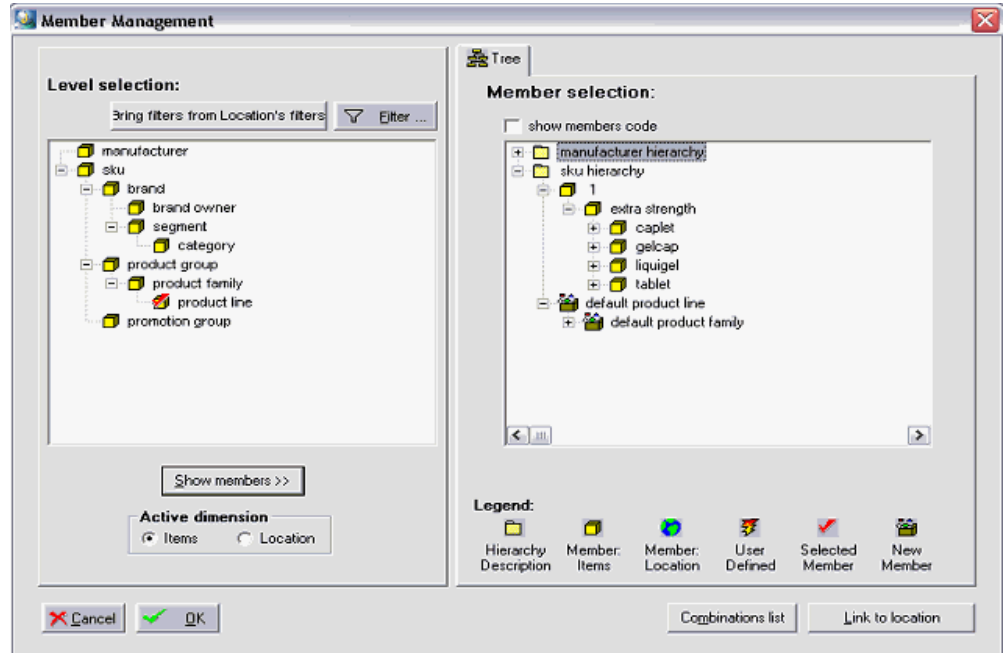 Member Management
Level selection:
Bring filters from Location's filters
Filter ...
manufacturer
sku
brand
brand owner
segment
category
product group
product family
product line
promotion group
Show members >>
Active dimension
Items
Location
Tree
Member selection:
show members code
manufacturer hierarchy
sku hierarchy
1
extra strength
caplet
gelcap
liquigel
tablet
default product line
default product family
Legend:
Hierarchy Description
Member: Items
Member: Location
User Defined
Selected Member
New Member
Cancel
OK
Combinations list
Link to location